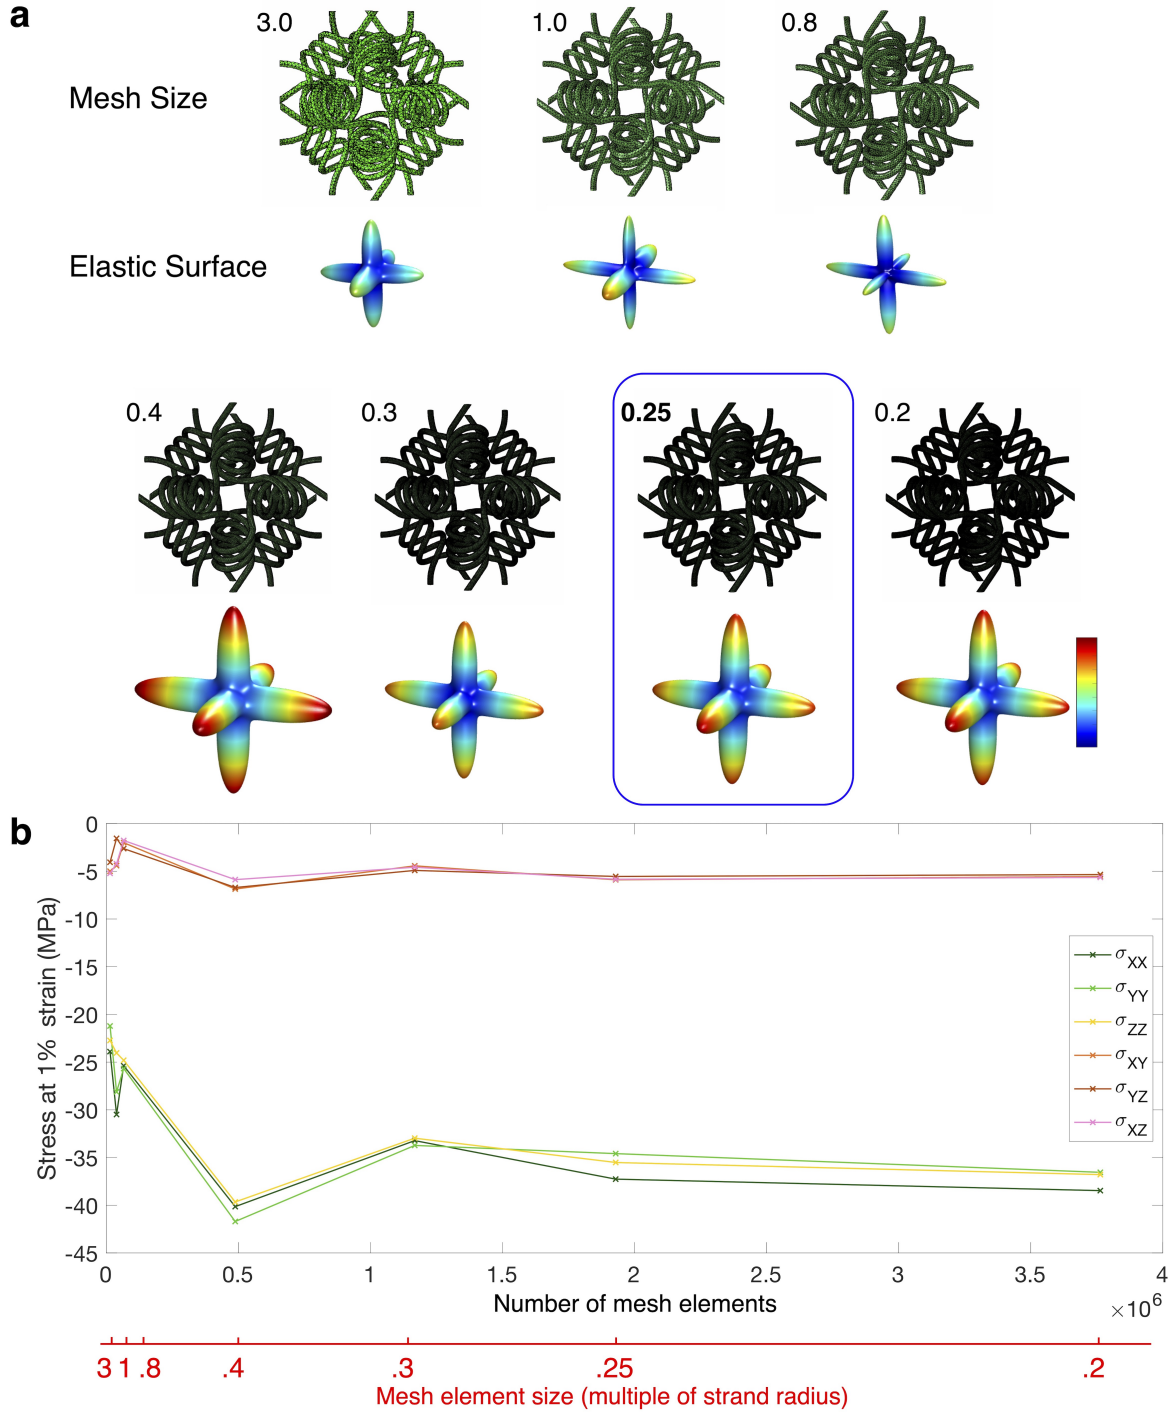 a
3.0
1.0
0.8
Mesh Size
Elastic Surface
0.4
0.3
0.25
0.2
b
0
-5
-10
-15
-20
-25
-30
-35
-40
-45
Stress at 1% strain (MPa)
σXX
σYY
σZZ
σXY
σYZ
σXZ
0 0.5 1 1.5 2 2.5 3 3.5 4
Number of mesh elements
×10^6
3 1 .8 .4 .3 .25 .2
Mesh element size (multiple of strand radius)